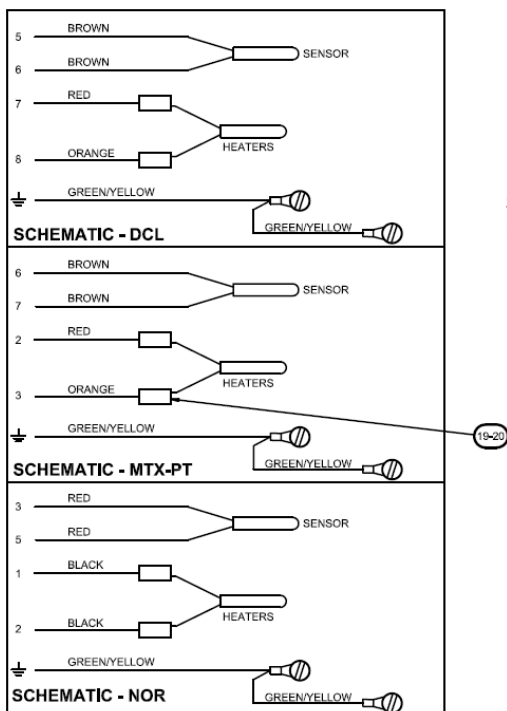 5 BROWN
SENSOR
6 BROWN
7 RED
HEATERS
8 ORANGE
GREEN/YELLOW
GREEN/YELLOW
SCHEMATIC - DCL
6 BROWN
SENSOR
7 BROWN
2 RED
HEATERS
3 ORANGE
GREEN/YELLOW
19-20
GREEN/YELLOW
SCHEMATIC - MTX-PT
3 RED
SENSOR
5 RED
1 BLACK
HEATERS
2 BLACK
GREEN/YELLOW
GREEN/YELLOW
SCHEMATIC - NOR